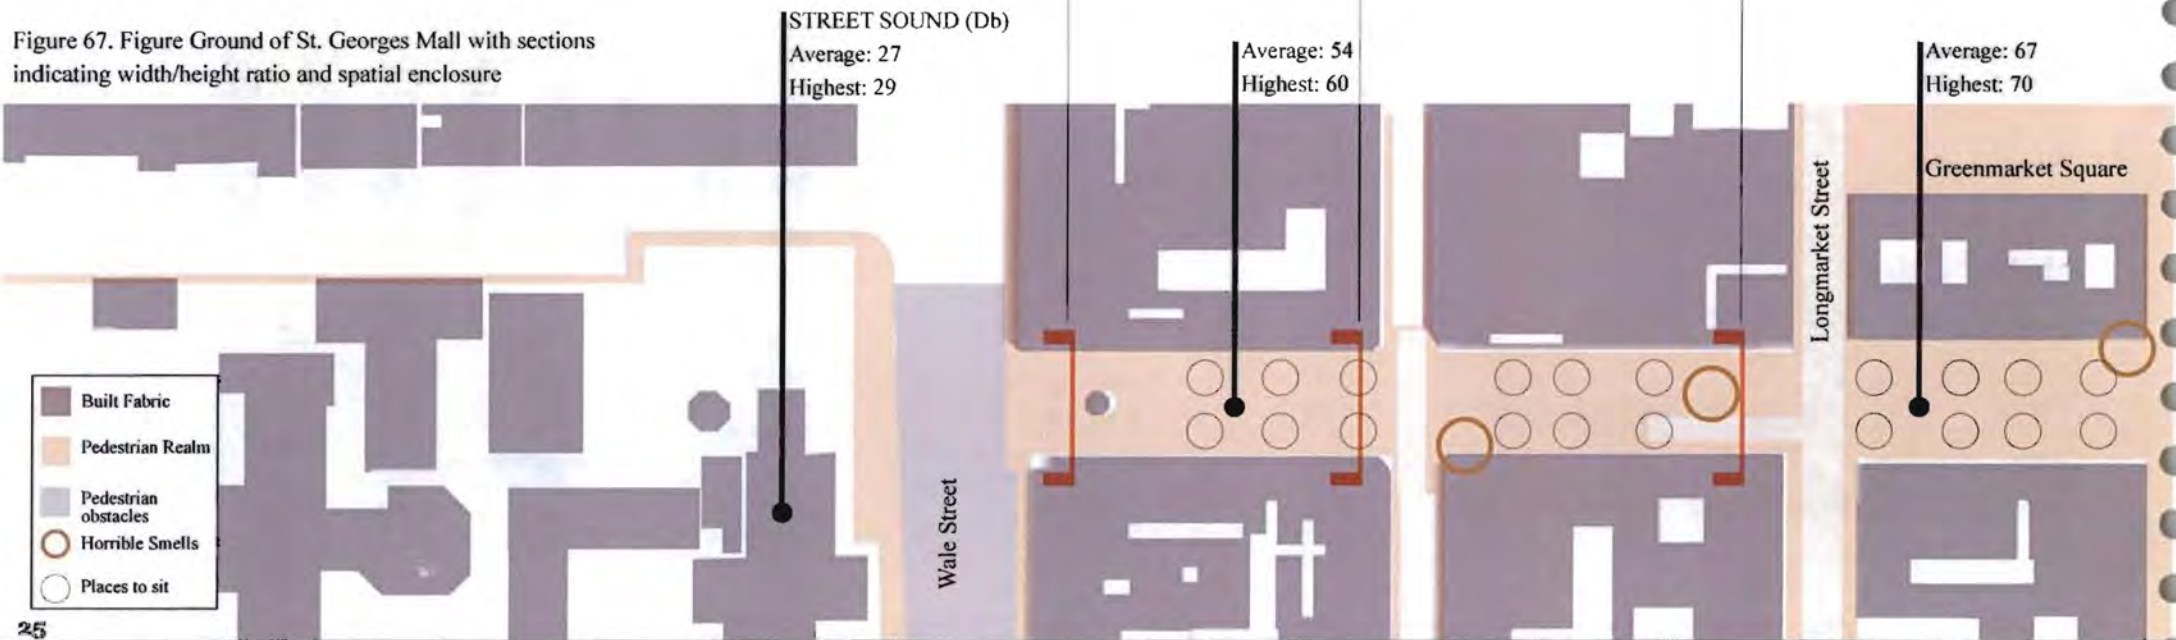 Figure 67. Figure Ground of St. Georges Mall with sections
indicating width/height ratio and spatial enclosure
STREET SOUND (Db)
Average: 27
Highest: 29
Average: 54
Highest: 60
Average: 67
Highest: 70
Greenmarket Square
Longmarket Street
Wale Street
Built Fabric
Pedestrian Realm
Pedestrian
obstacles
Horrible Smells
Places to sit
25